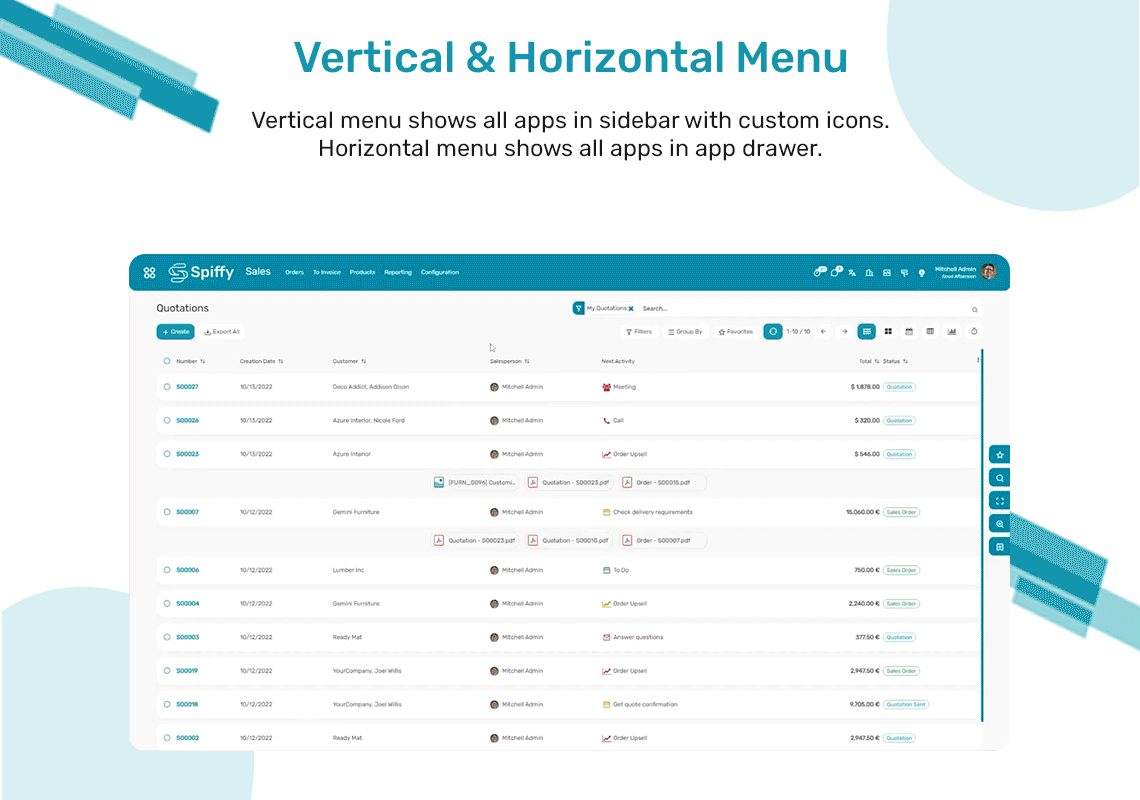 Vertical & Horizontal Menu
Vertical menu shows all apps in sidebar with custom icons.
Horizontal menu shows all apps in app drawer.
Spiffy Sales Orders To Invoice Products Reporting Configuration Mitchell Admin
Good Afternoon
Quotations My Quotations Search...
+ Create Export All Filters Group By Favorites 1-10 / 10
Number Creation Date Customer Salesperson Next Activity Total Status
S00027 10/13/2022 Deco Addict, Addison Olson Mitchell Admin Meeting $ 1,878.00 Quotation
S00026 10/13/2022 Azure Interior, Nicole Ford Mitchell Admin Call $ 320.00 Quotation
S00023 10/13/2022 Azure Interior Mitchell Admin Order Upsell $ 546.00 Quotation
[FURN_0096] Customi... Quotation - S00023.pdf Order - S00015.pdf
S00007 10/12/2022 Gemini Furniture Mitchell Admin Check delivery requirements 15,060.00 € Sales Order
Quotation - S00023.pdf Quotation - S00010.pdf Order - S00007.pdf
S00006 10/12/2022 Lumber Inc Mitchell Admin To Do 750.00 € Sales Order
S00004 10/12/2022 Gemini Furniture Mitchell Admin Order Upsell 2,240.00 € Sales Order
S00003 10/12/2022 Ready Mat Mitchell Admin Answer questions 377.50 € Quotation
S00019 10/12/2022 YourCompany, Joel Willis Mitchell Admin Order Upsell 2,947.50 € Sales Order
S00018 10/12/2022 YourCompany, Joel Willis Mitchell Admin Get quote confirmation 9,705.00 € Quotation Sent
S00002 10/12/2022 Ready Mat Mitchell Admin Order Upsell 2,947.50 € Quotation